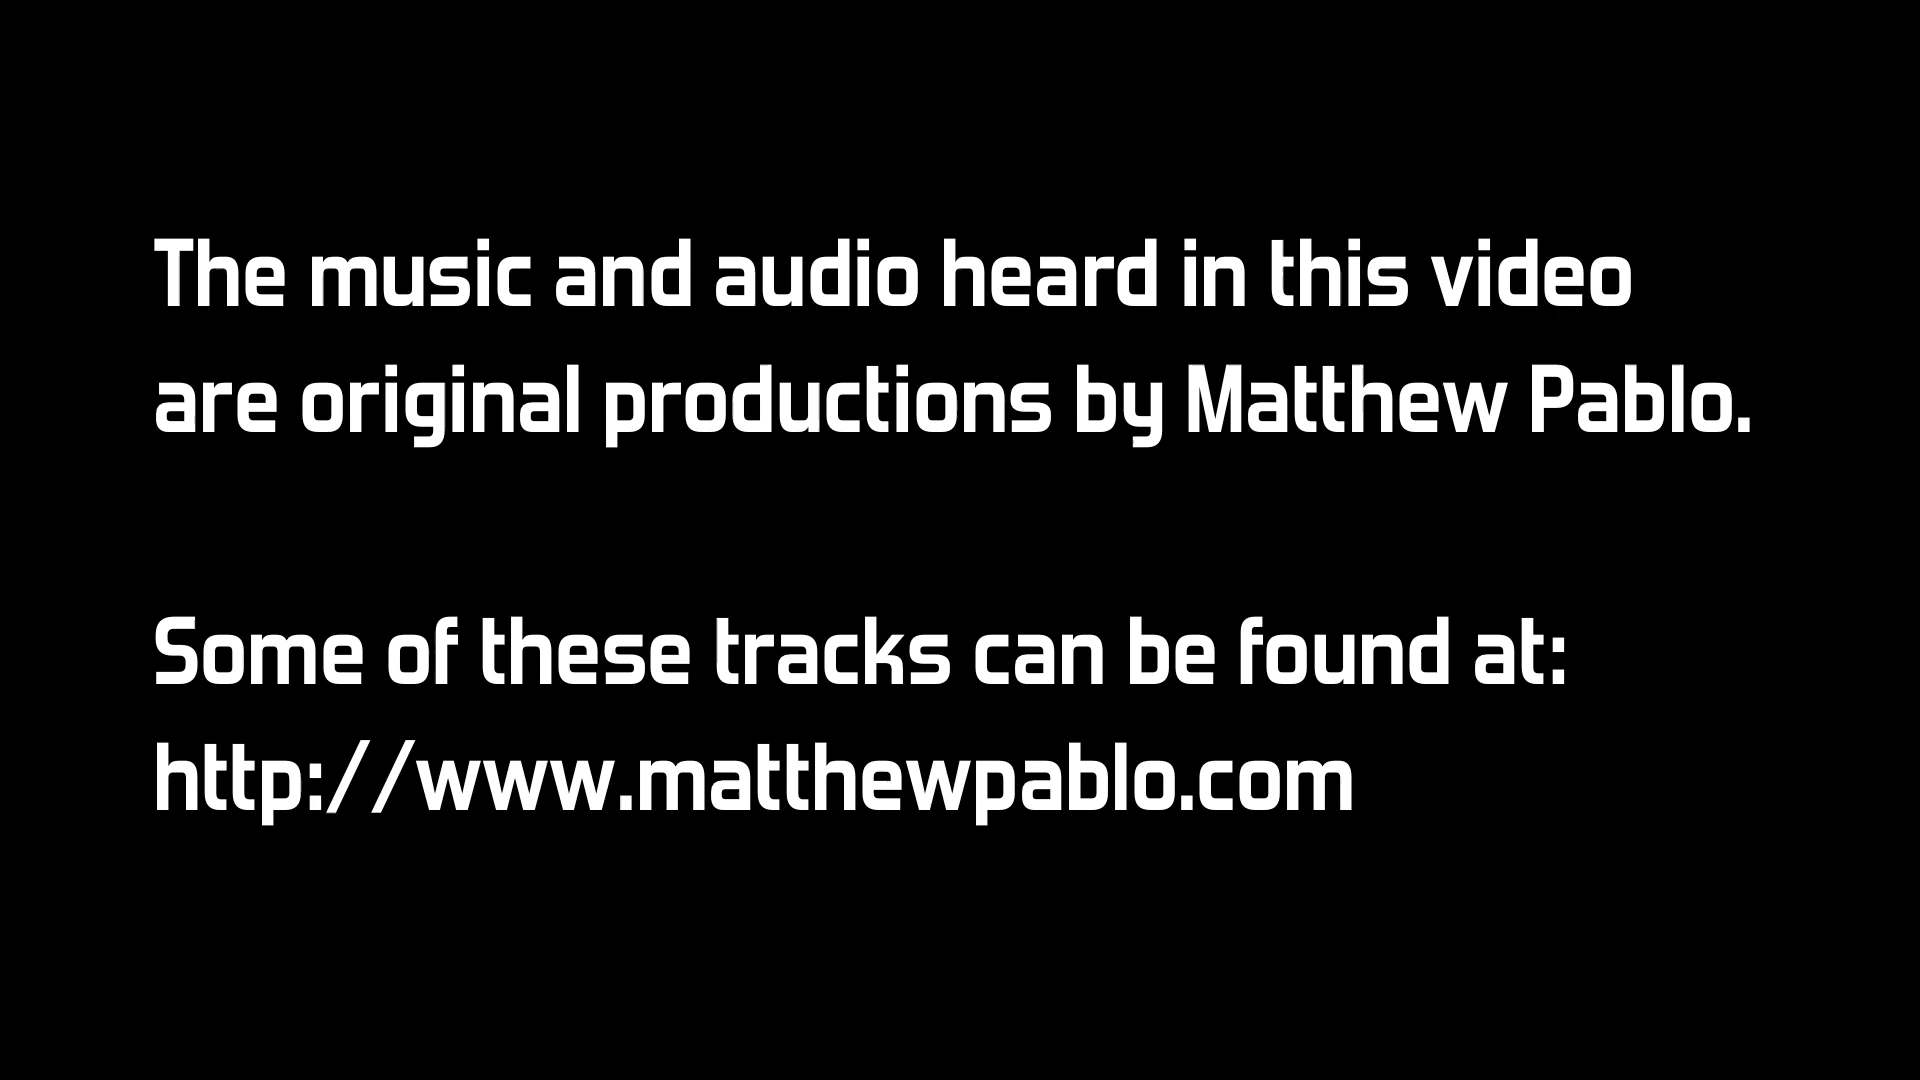 The music and audio heard in this video
are original productions by Matthew Pablo.
Some of these tracks can be found at:
http://www.matthewpablo.com